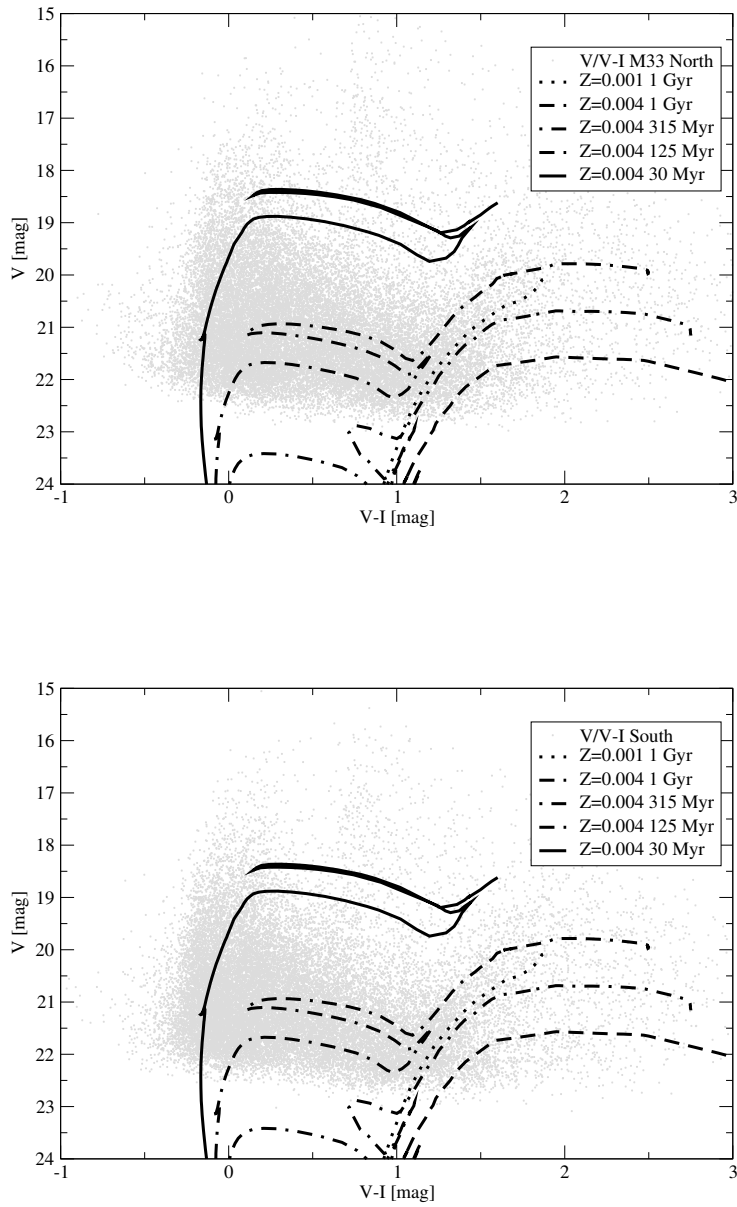 15
16
17
18
19
20
21
22
23
24
V [mag]
-1
0
1
2
3
V-I [mag]
V/V-I M33 North
Z=0.001 1 Gyr
Z=0.004 1 Gyr
Z=0.004 315 Myr
Z=0.004 125 Myr
Z=0.004 30 Myr
15
16
17
18
19
20
21
22
23
24
V [mag]
-1
0
1
2
3
V-I [mag]
V/V-I South
Z=0.001 1 Gyr
Z=0.004 1 Gyr
Z=0.004 315 Myr
Z=0.004 125 Myr
Z=0.004 30 Myr